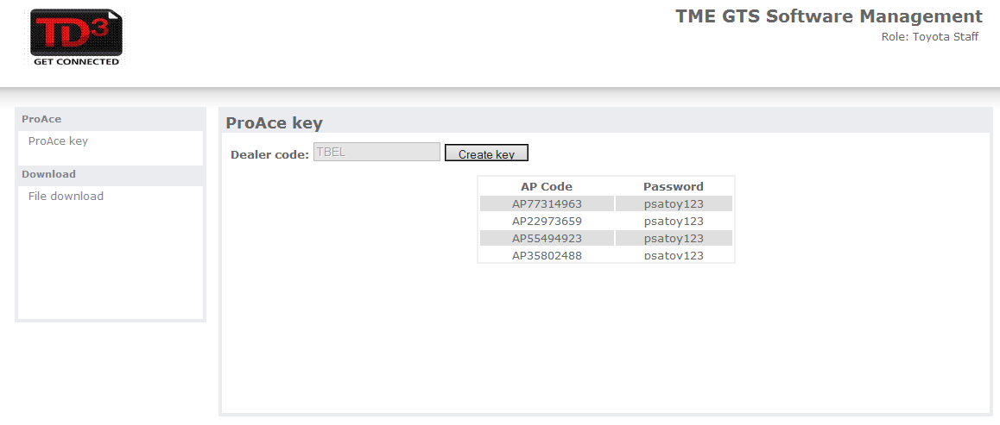 TD3
GET CONNECTED
TME GTS Software Management
Role: Toyota Staff
ProAce
ProAce key
Download
File download
ProAce key
Dealer code: TBEL Create key
AP Code Password
AP77314963 psatoy123
AP22973659 psatoy123
AP55494923 psatoy123
AP35802488 psatoy123